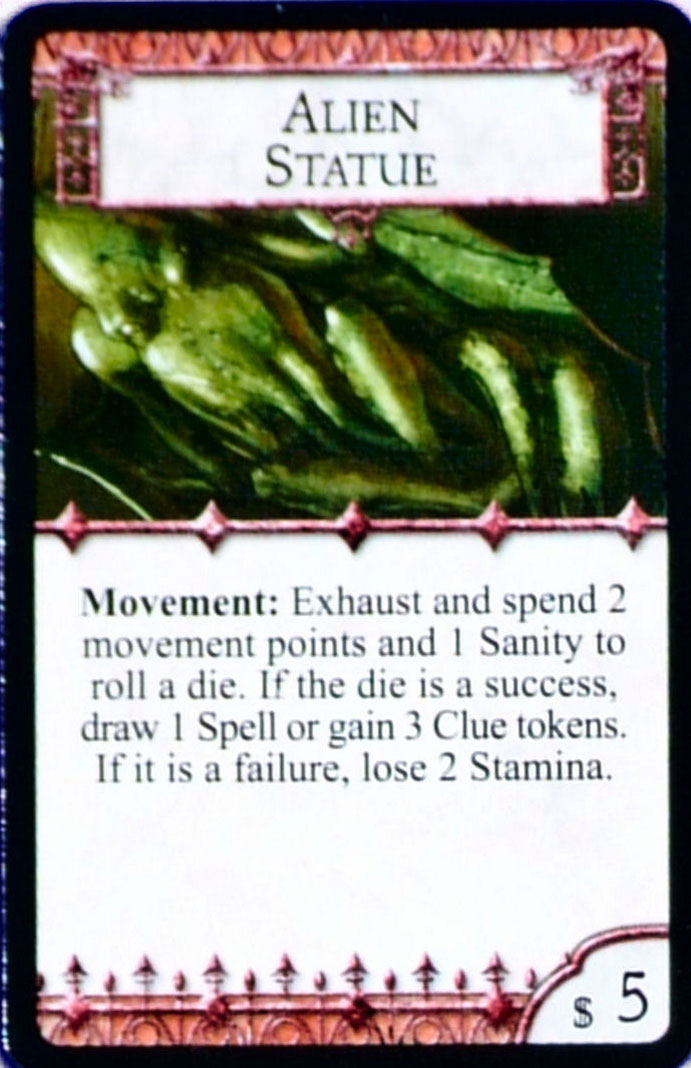 ALIEN
STATUE
Movement: Exhaust and spend 2
movement points and 1 Sanity to
roll a die. If the die is a success,
draw 1 Spell or gain 3 Clue tokens.
If it is a failure, lose 2 Stamina.
$ 5